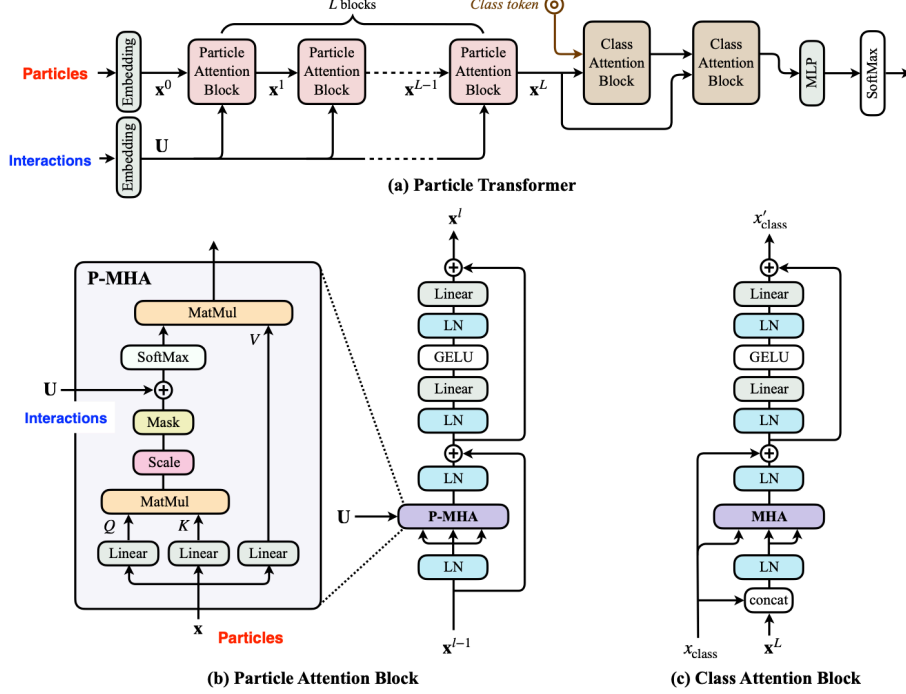 L blocks
Class token
Particles
Embedding
x⁰
Particle
Attention
Block
x¹
Particle
Attention
Block
xᴸ⁻¹
Particle
Attention
Block
xᴸ
Class
Attention
Block
Class
Attention
Block
MLP
SoftMax
Interactions
Embedding
U
(a) Particle Transformer
P-MHA
MatMul
V
SoftMax
U
Interactions
Mask
Scale
MatMul
Q
K
Linear
Linear
Linear
x
Particles
(b) Particle Attention Block
xˡ
Linear
LN
GELU
Linear
LN
LN
U
P-MHA
LN
xˡ⁻¹
x′class
Linear
LN
GELU
Linear
LN
LN
MHA
LN
concat
xclass
xᴸ
(c) Class Attention Block